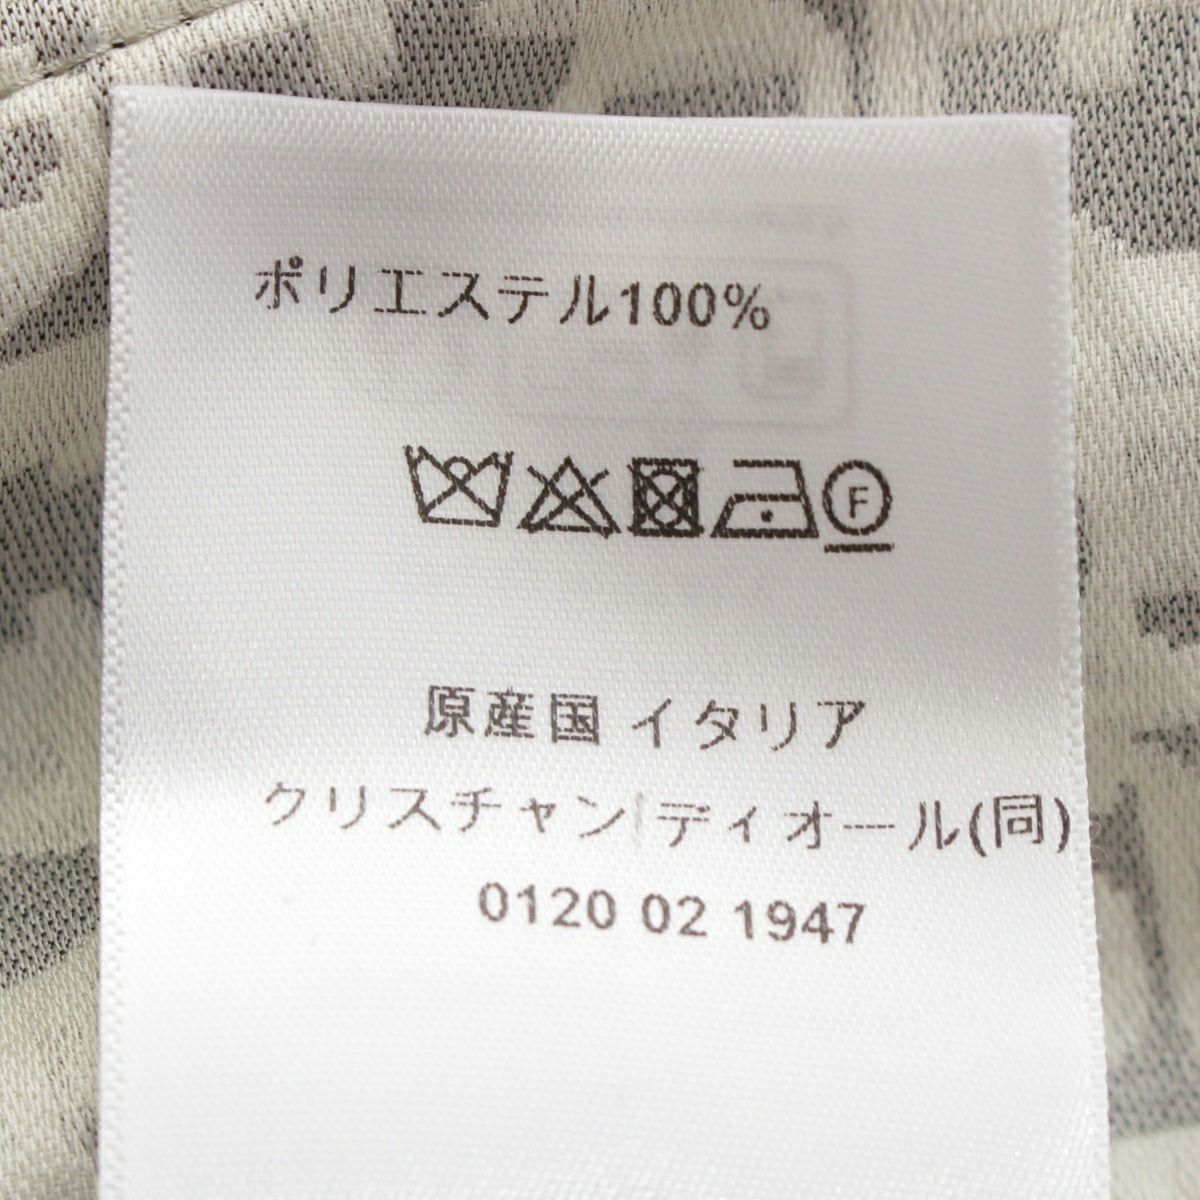 ポリエステル100%
F
原産国 イタリア
クリスチャン ディオール(同)
0120 02 1947